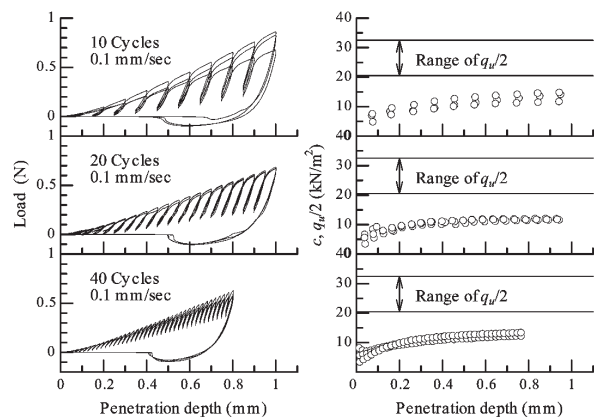 1
10 Cycles
0.1 mm/sec
0.5
0
1
20 Cycles
0.1 mm/sec
0.5
0
1
40 Cycles
0.1 mm/sec
0.5
0
0 0.2 0.4 0.6 0.8 1
Load (N)
Penetration depth (mm)
40
30
20
10
0
Range of qu/2
40
30
20
10
0
Range of qu/2
40
30
20
10
0 0.2 0.4 0.6 0.8 1
Range of qu/2
c, qu/2 (kN/m²)
Penetration depth (mm)